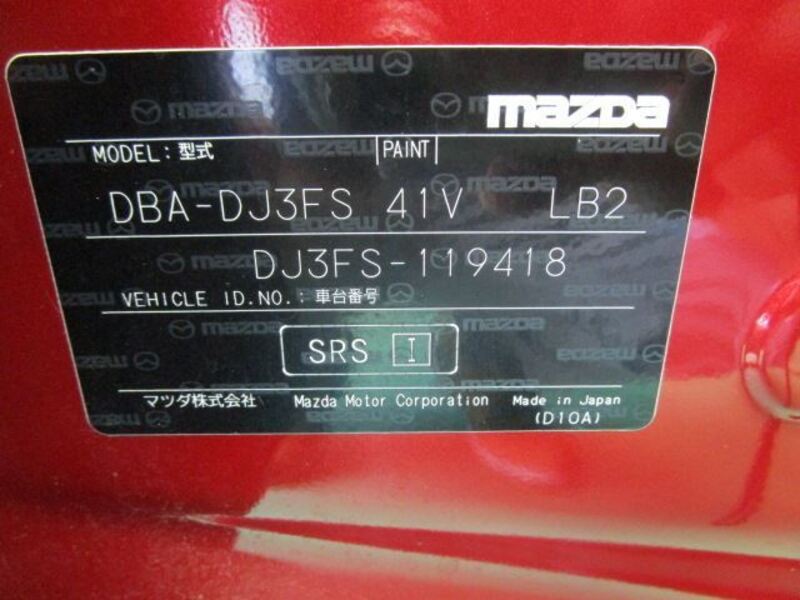 mazda
MODEL：型式 PAINT
DBA-DJ3FS 41V LB2
DJ3FS-119418
VEHICLE ID.NO.：車台番号
SRS I
マツダ株式会社 Mazda Motor Corporation Made in Japan
(D10A)